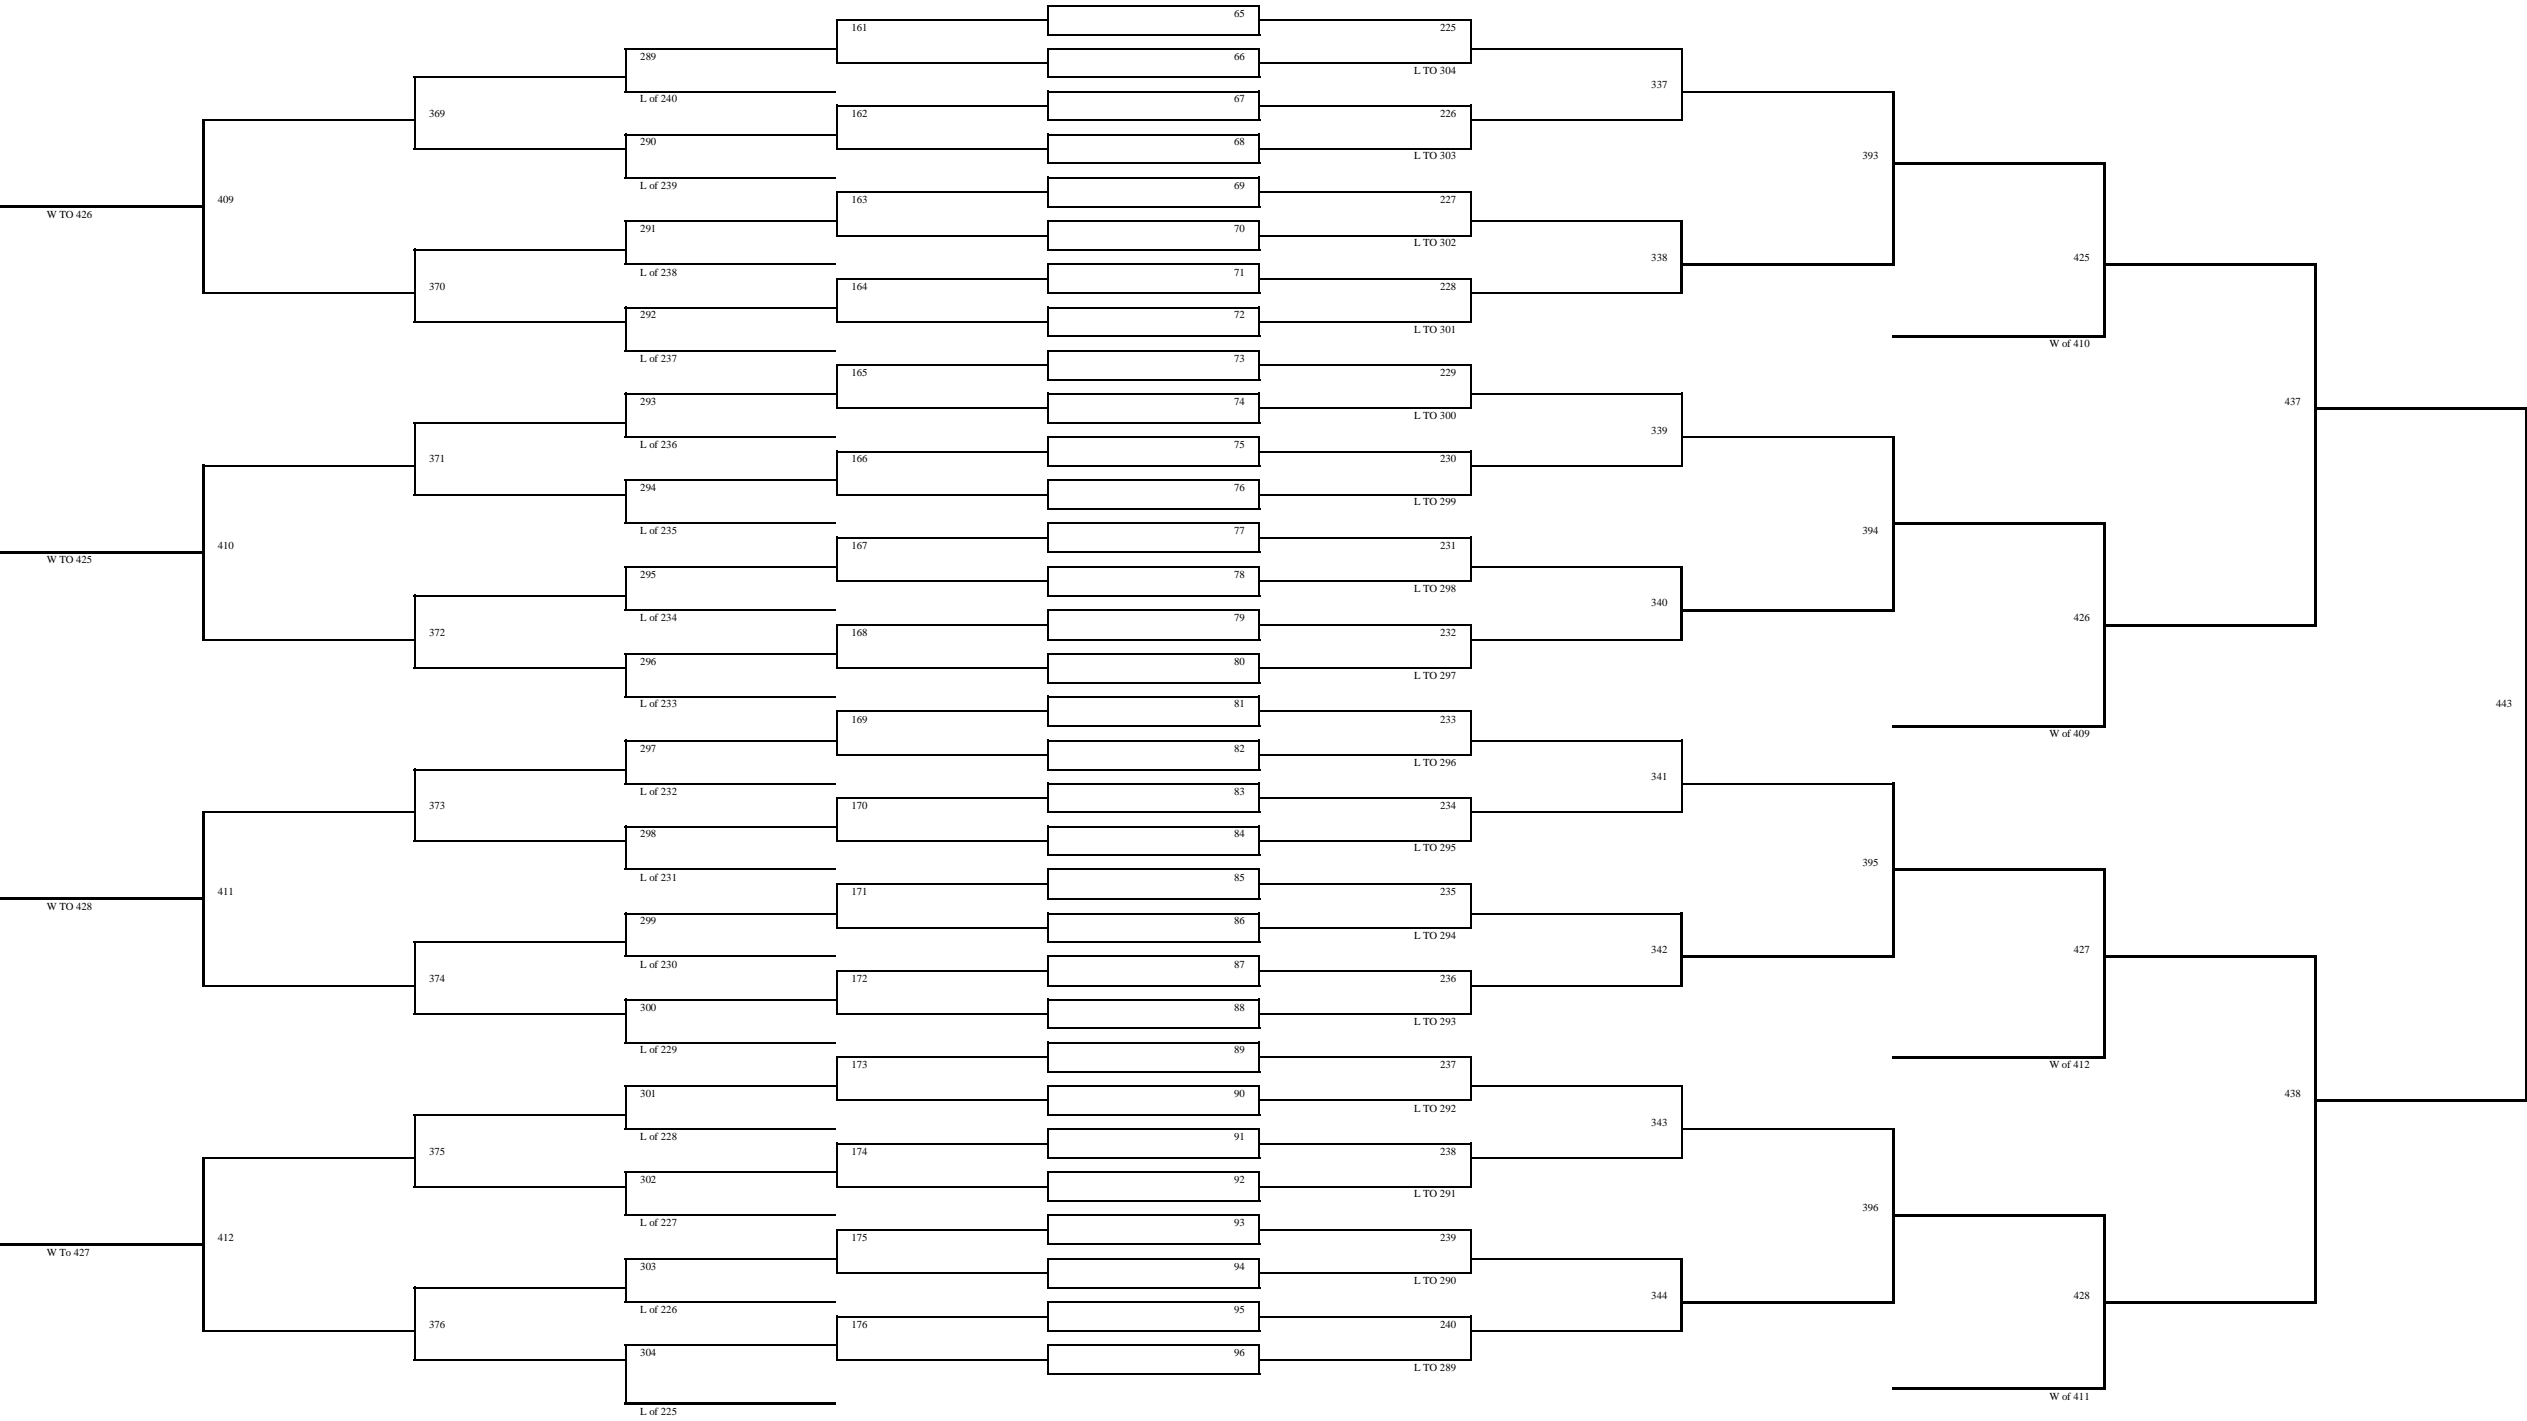 65
161 225
289 66
L TO 304
337
L of 240 67
369 162 226
290 68
L TO 303 393
L of 239 69
409 163 227
W TO 426
291 70
L TO 302
338 425
L of 238 71
370 164 228
292 72
L TO 301
W of 410
L of 237 73
165 229
293 74 437
L TO 300
339
L of 236 75
371 166 230
294 76
L TO 299
L of 235 77 394
410 167 231
W TO 425
295 78
L TO 298
340
L of 234 79 426
372 168 232
296 80
L TO 297
L of 233 81 443
169 233
W of 409
297 82
L TO 296
341
L of 232 83
373 170 234
298 84
L TO 295
395
L of 231 85
411 171 235
W TO 428
299 86
L TO 294
342 427
L of 230 87
374 172 236
300 88
L TO 293
L of 229 89
173 237 W of 412
301 90 438
L TO 292
343
L of 228 91
375 174 238
302 92
L TO 291
396
L of 227 93
412 175 239
W To 427
303 94
L TO 290
344 428
L of 226 95
376 176 240
304 96
L TO 289
W of 411
L of 225